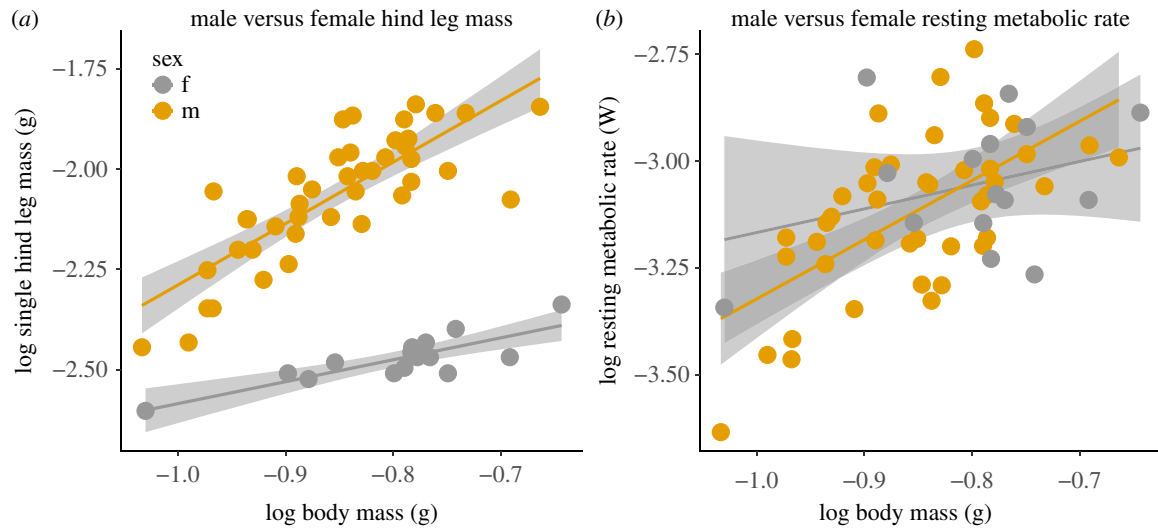 (a) male versus female hind leg mass
sex
f
m
log single hind leg mass (g)
−1.75
−2.00
−2.25
−2.50
−1.0 −0.9 −0.8 −0.7
log body mass (g)
(b) male versus female resting metabolic rate
log resting metabolic rate (W)
−2.75
−3.00
−3.25
−3.50
−1.0 −0.9 −0.8 −0.7
log body mass (g)